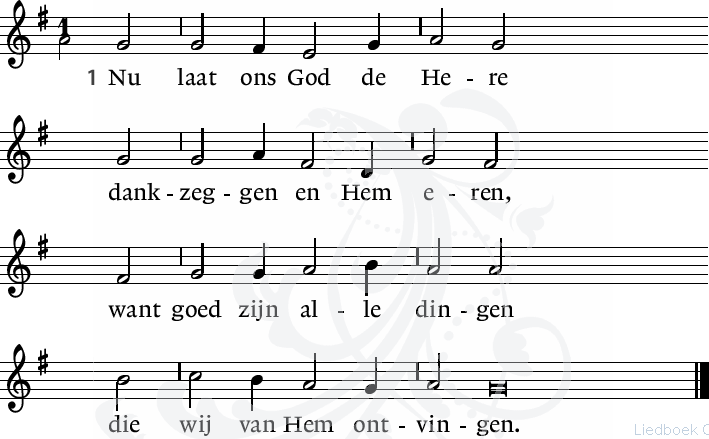 1 Nu laat ons God de He - re
dank - zeg - gen en Hem e - ren,
want goed zijn al - le din - gen
die wij van Hem ont - vin - gen.
Liedboek